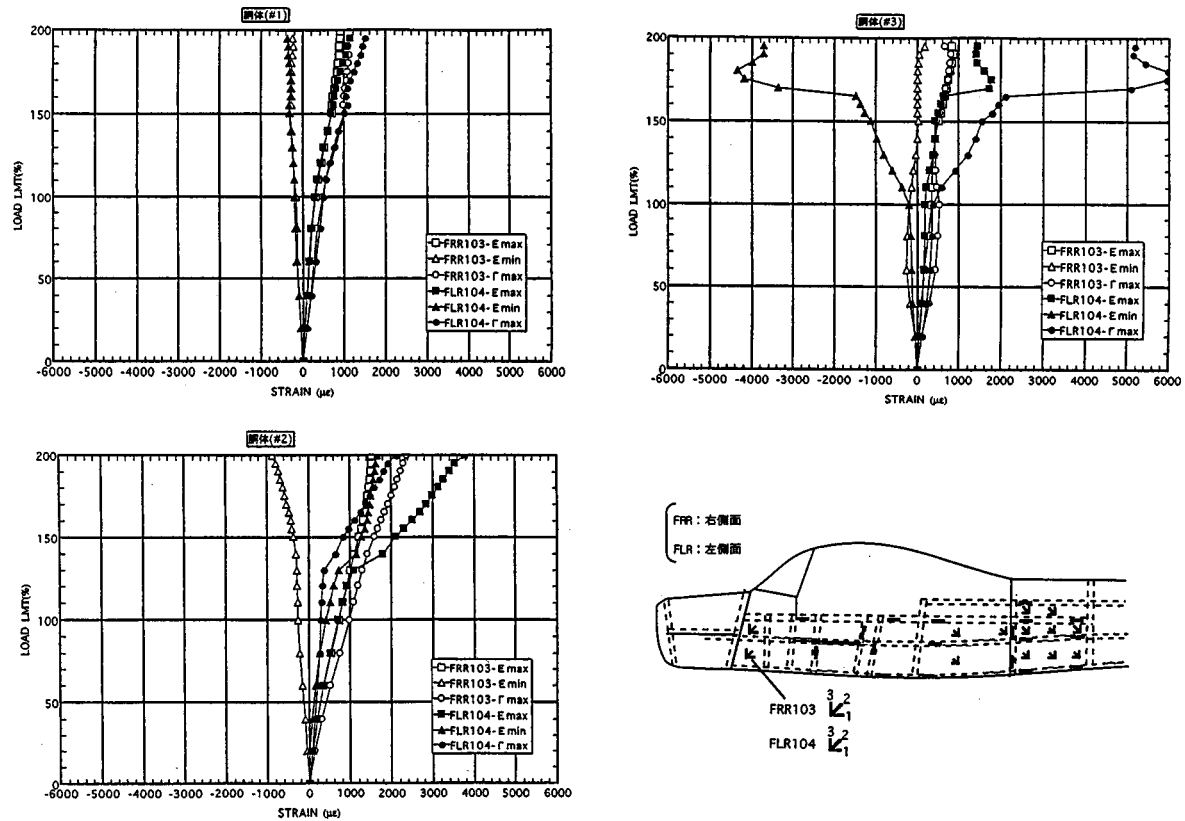 胴体(#1)
200
150
100
50
0
LOAD LMT(%)
-6000 -5000 -4000 -3000 -2000 -1000 0 1000 2000 3000 4000 5000 6000
STRAIN (με)
FRR103-Emax
FRR103-Emin
FRR103-Γmax
FLR104-Emax
FLR104-Emin
FLR104-Γmax
胴体(#3)
200
150
100
50
0
LOAD LMT(%)
-6000 -5000 -4000 -3000 -2000 -1000 0 1000 2000 3000 4000 5000 6000
STRAIN (με)
FRR103-Emax
FRR103-Emin
FRR103-Γmax
FLR104-Emax
FLR104-Emin
FLR104-Γmax
胴体(#2)
200
150
100
50
0
LOAD LMT(%)
-6000 -5000 -4000 -3000 -2000 -1000 0 1000 2000 3000 4000 5000 6000
STRAIN (με)
FRR103-Emax
FRR103-Emin
FRR103-Γmax
FLR104-Emax
FLR104-Emin
FLR104-Γmax
FRR：右側面
FLR：左側面
FRR103 3 2 1
FLR104 3 2 1